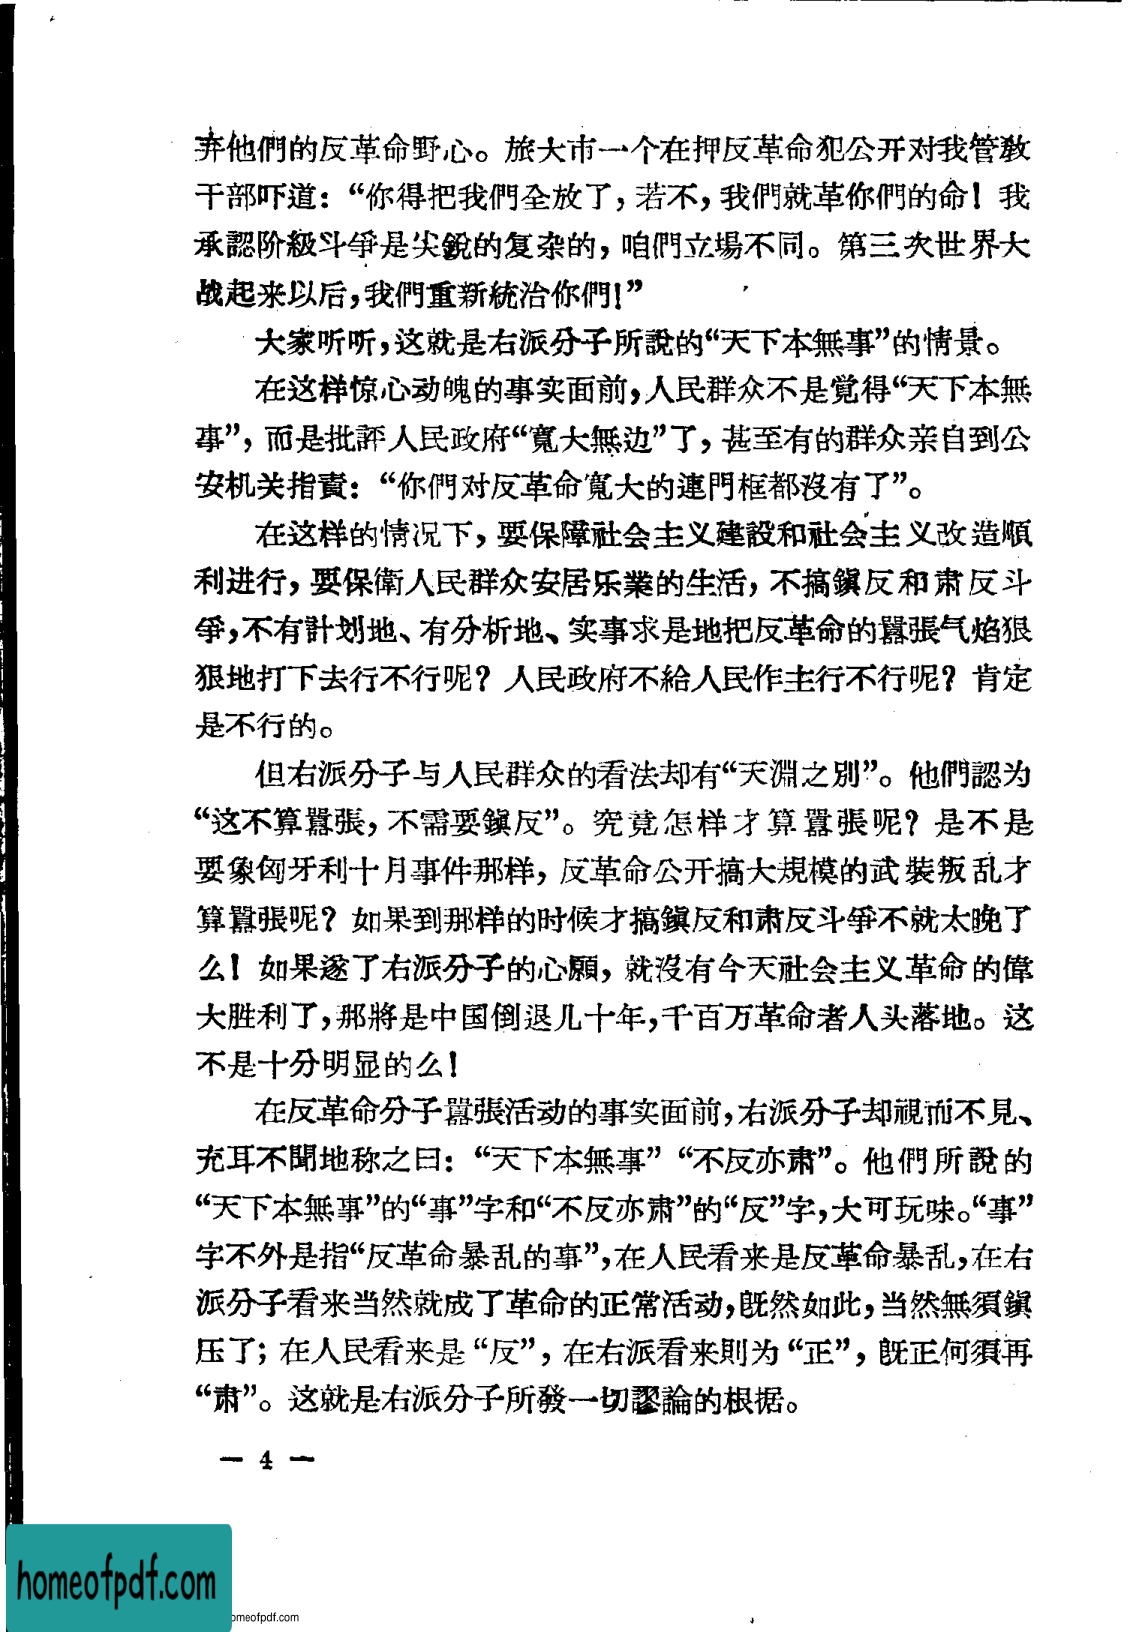 弃他們的反革命野心。旅大市一个在押反革命犯公开对我管敎
干部吓道：“你得把我們全放了，若不，我們就革你們的命！我
承認阶級斗爭是尖銳的复杂的，咱們立場不同。第三次世界大
战起来以后，我們重新統治你們！”
大家听听，这就是右派分子所說的“天下本無事”的情景。
在这样惊心动魄的事实面前，人民群众不是覚得“天下本無
事”，而是批評人民政府“寬大無边”了，甚至有的群众亲自到公
安机关指責：“你們对反革命寬大的連門框都沒有了”。
在这样的情况下，要保障社会主义建設和社会主义改造順
利进行，要保衛人民群众安居乐業的生活，不搞鎭反和肃反斗
爭，不有計划地、有分析地、实事求是地把反革命的囂張气焰狠
狠地打下去行不行呢？人民政府不給人民作主行不行呢？肯定
是不行的。
但右派分子与人民群众的看法却有“天淵之別”。他們認为
“这不算囂張，不需要鎭反”。究竟怎样才算囂張呢？是不是
要象匈牙利十月事件那样，反革命公开搞大規模的武裝叛乱才
算囂張呢？如果到那样的时候才搞鎭反和肃反斗爭不就太晚了
么！如果遂了右派分子的心願，就沒有今天社会主义革命的偉
大胜利了，那將是中国倒退几十年，千百万革命者人头落地。这
不是十分明显的么！
在反革命分子囂張活动的事实面前，右派分子却視而不見、
充耳不聞地称之曰：“天下本無事”“不反亦肃”。他們所說的
“天下本無事”的“事”字和“不反亦肃”的“反”字，大可玩味。“事”
字不外是指“反革命暴乱的事”，在人民看来是反革命暴乱，在右
派分子看来当然就成了革命的正常活动，旣然如此，当然無須鎭
压了；在人民看来是“反”，在右派看来則为“正”，旣正何須再
“肃”。这就是右派分子所發一切謬論的根据。
— 4 —
homeofpdf.com
omeofpdf.com